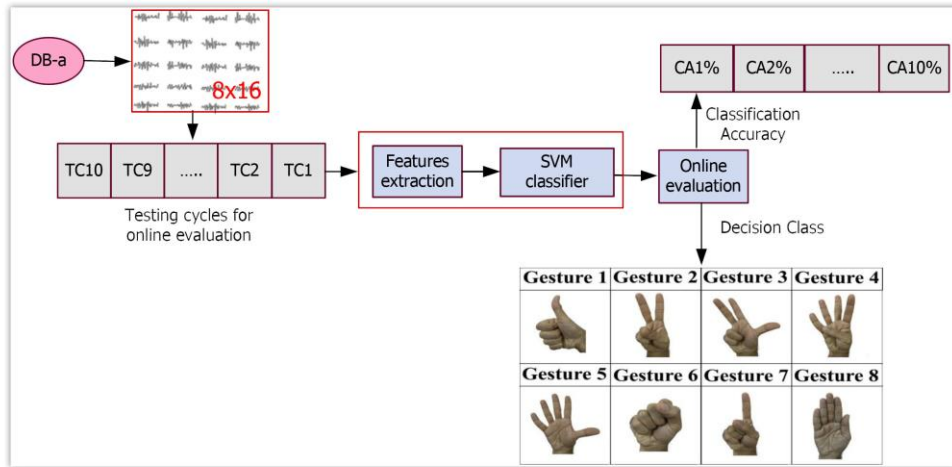 DB-a
8x16
CA1%
CA2%
.....
CA10%
Classification
Accuracy
TC10
TC9
.....
TC2
TC1
Features
extraction
SVM
classifier
Online
evaluation
Testing cycles for
online evaluation
Decision Class
Gesture 1
Gesture 2
Gesture 3
Gesture 4
Gesture 5
Gesture 6
Gesture 7
Gesture 8